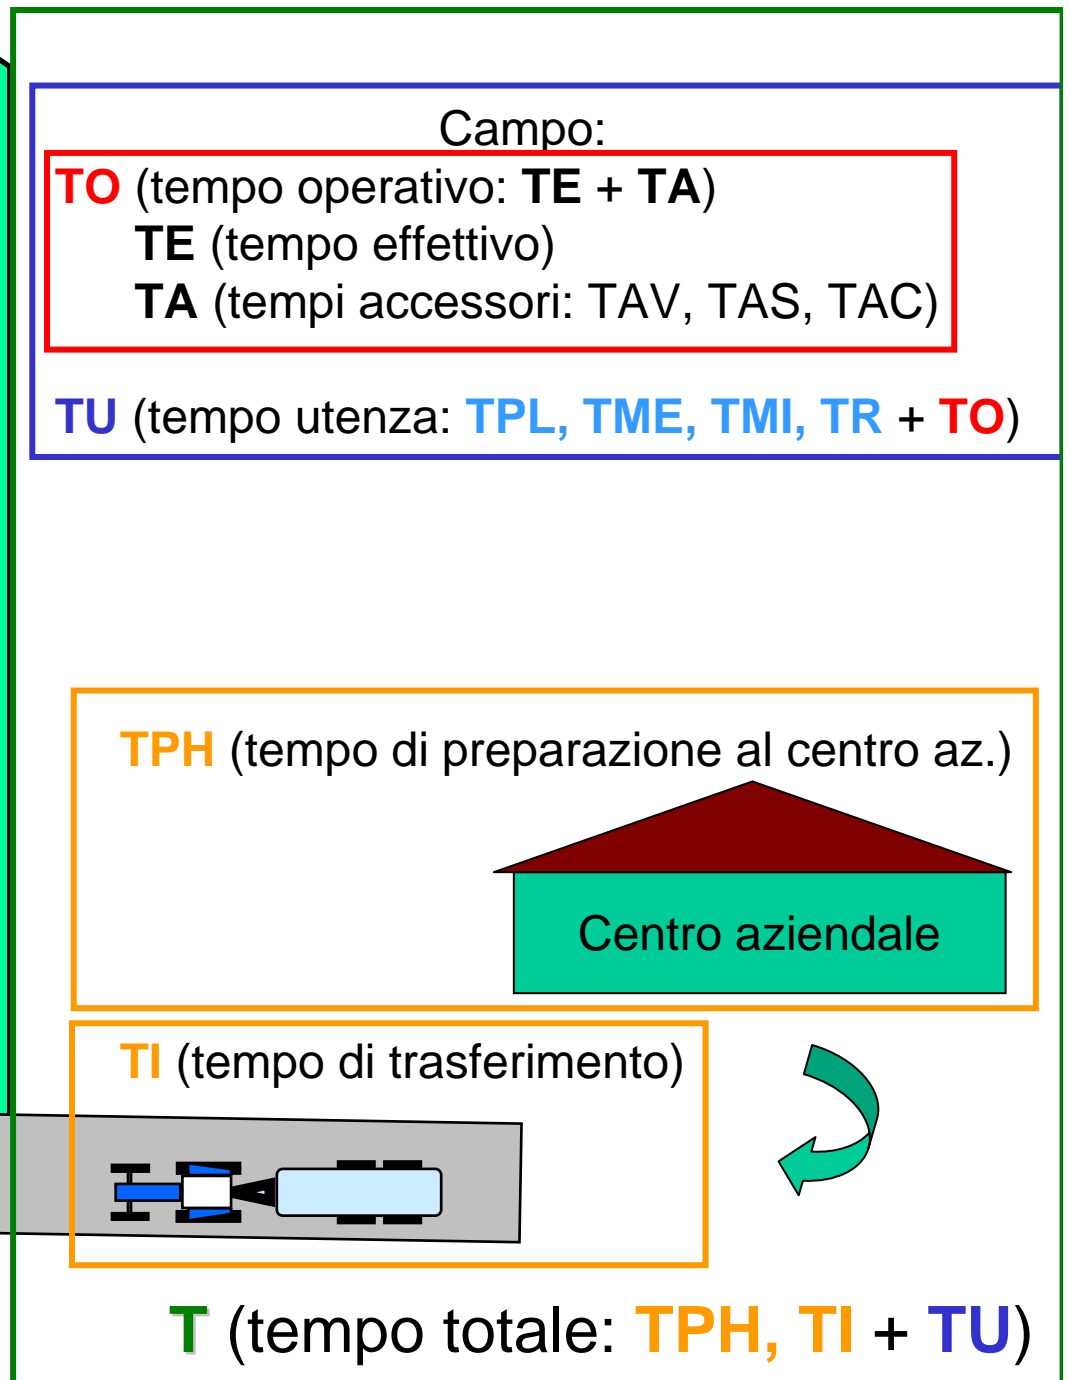 Campo:
TO (tempo operativo: TE + TA)
TE (tempo effettivo)
TA (tempi accessori: TAV, TAS, TAC)
TU (tempo utenza: TPL, TME, TMI, TR + TO)
TPH (tempo di preparazione al centro az.)
Centro aziendale
TI (tempo di trasferimento)
T (tempo totale: TPH, TI + TU)